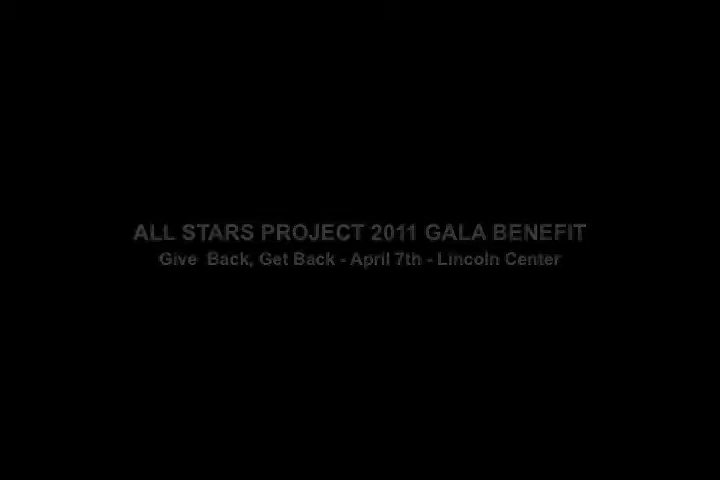 ALL STARS PROJECT 2011 GALA BENEFIT
Give  Back, Get Back - April 7th - Lincoln Center